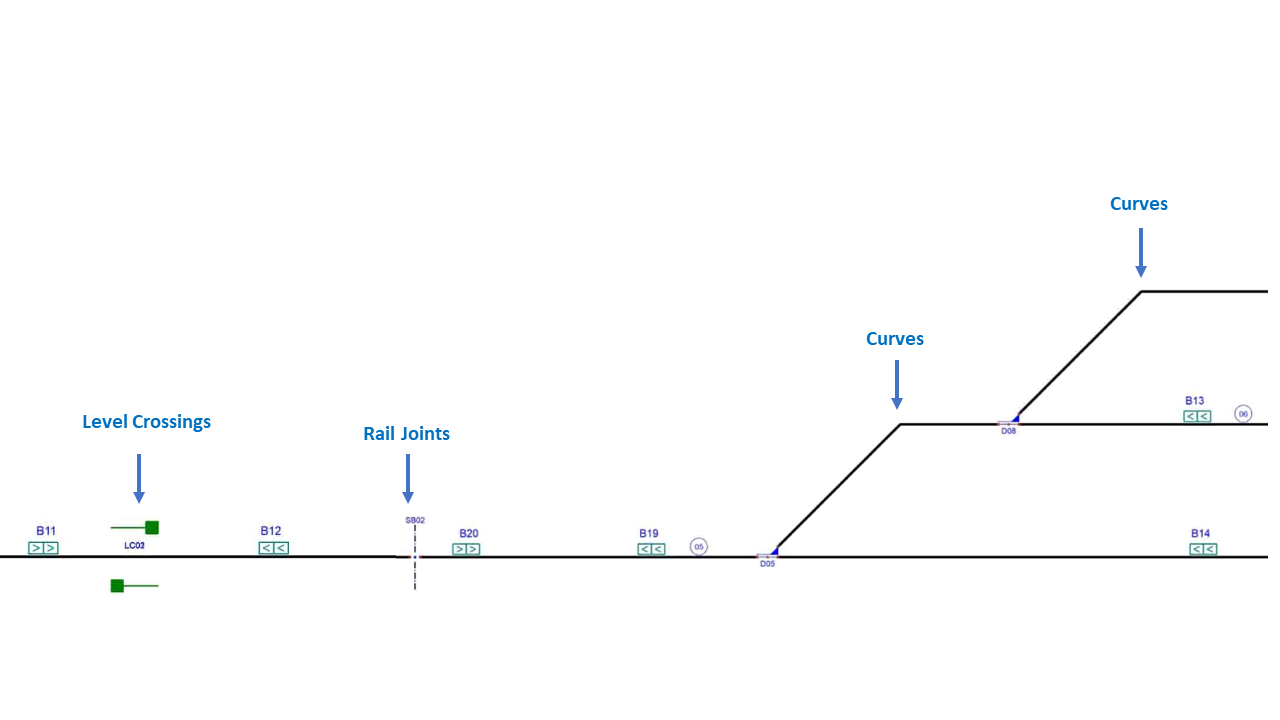 Curves
Curves
B13
06
D08
Level Crossings
Rail Joints
SB02
B11
>> 
LC02
B12
<<
B20
>>
B19
<<
05
D05
B14
<<
<<